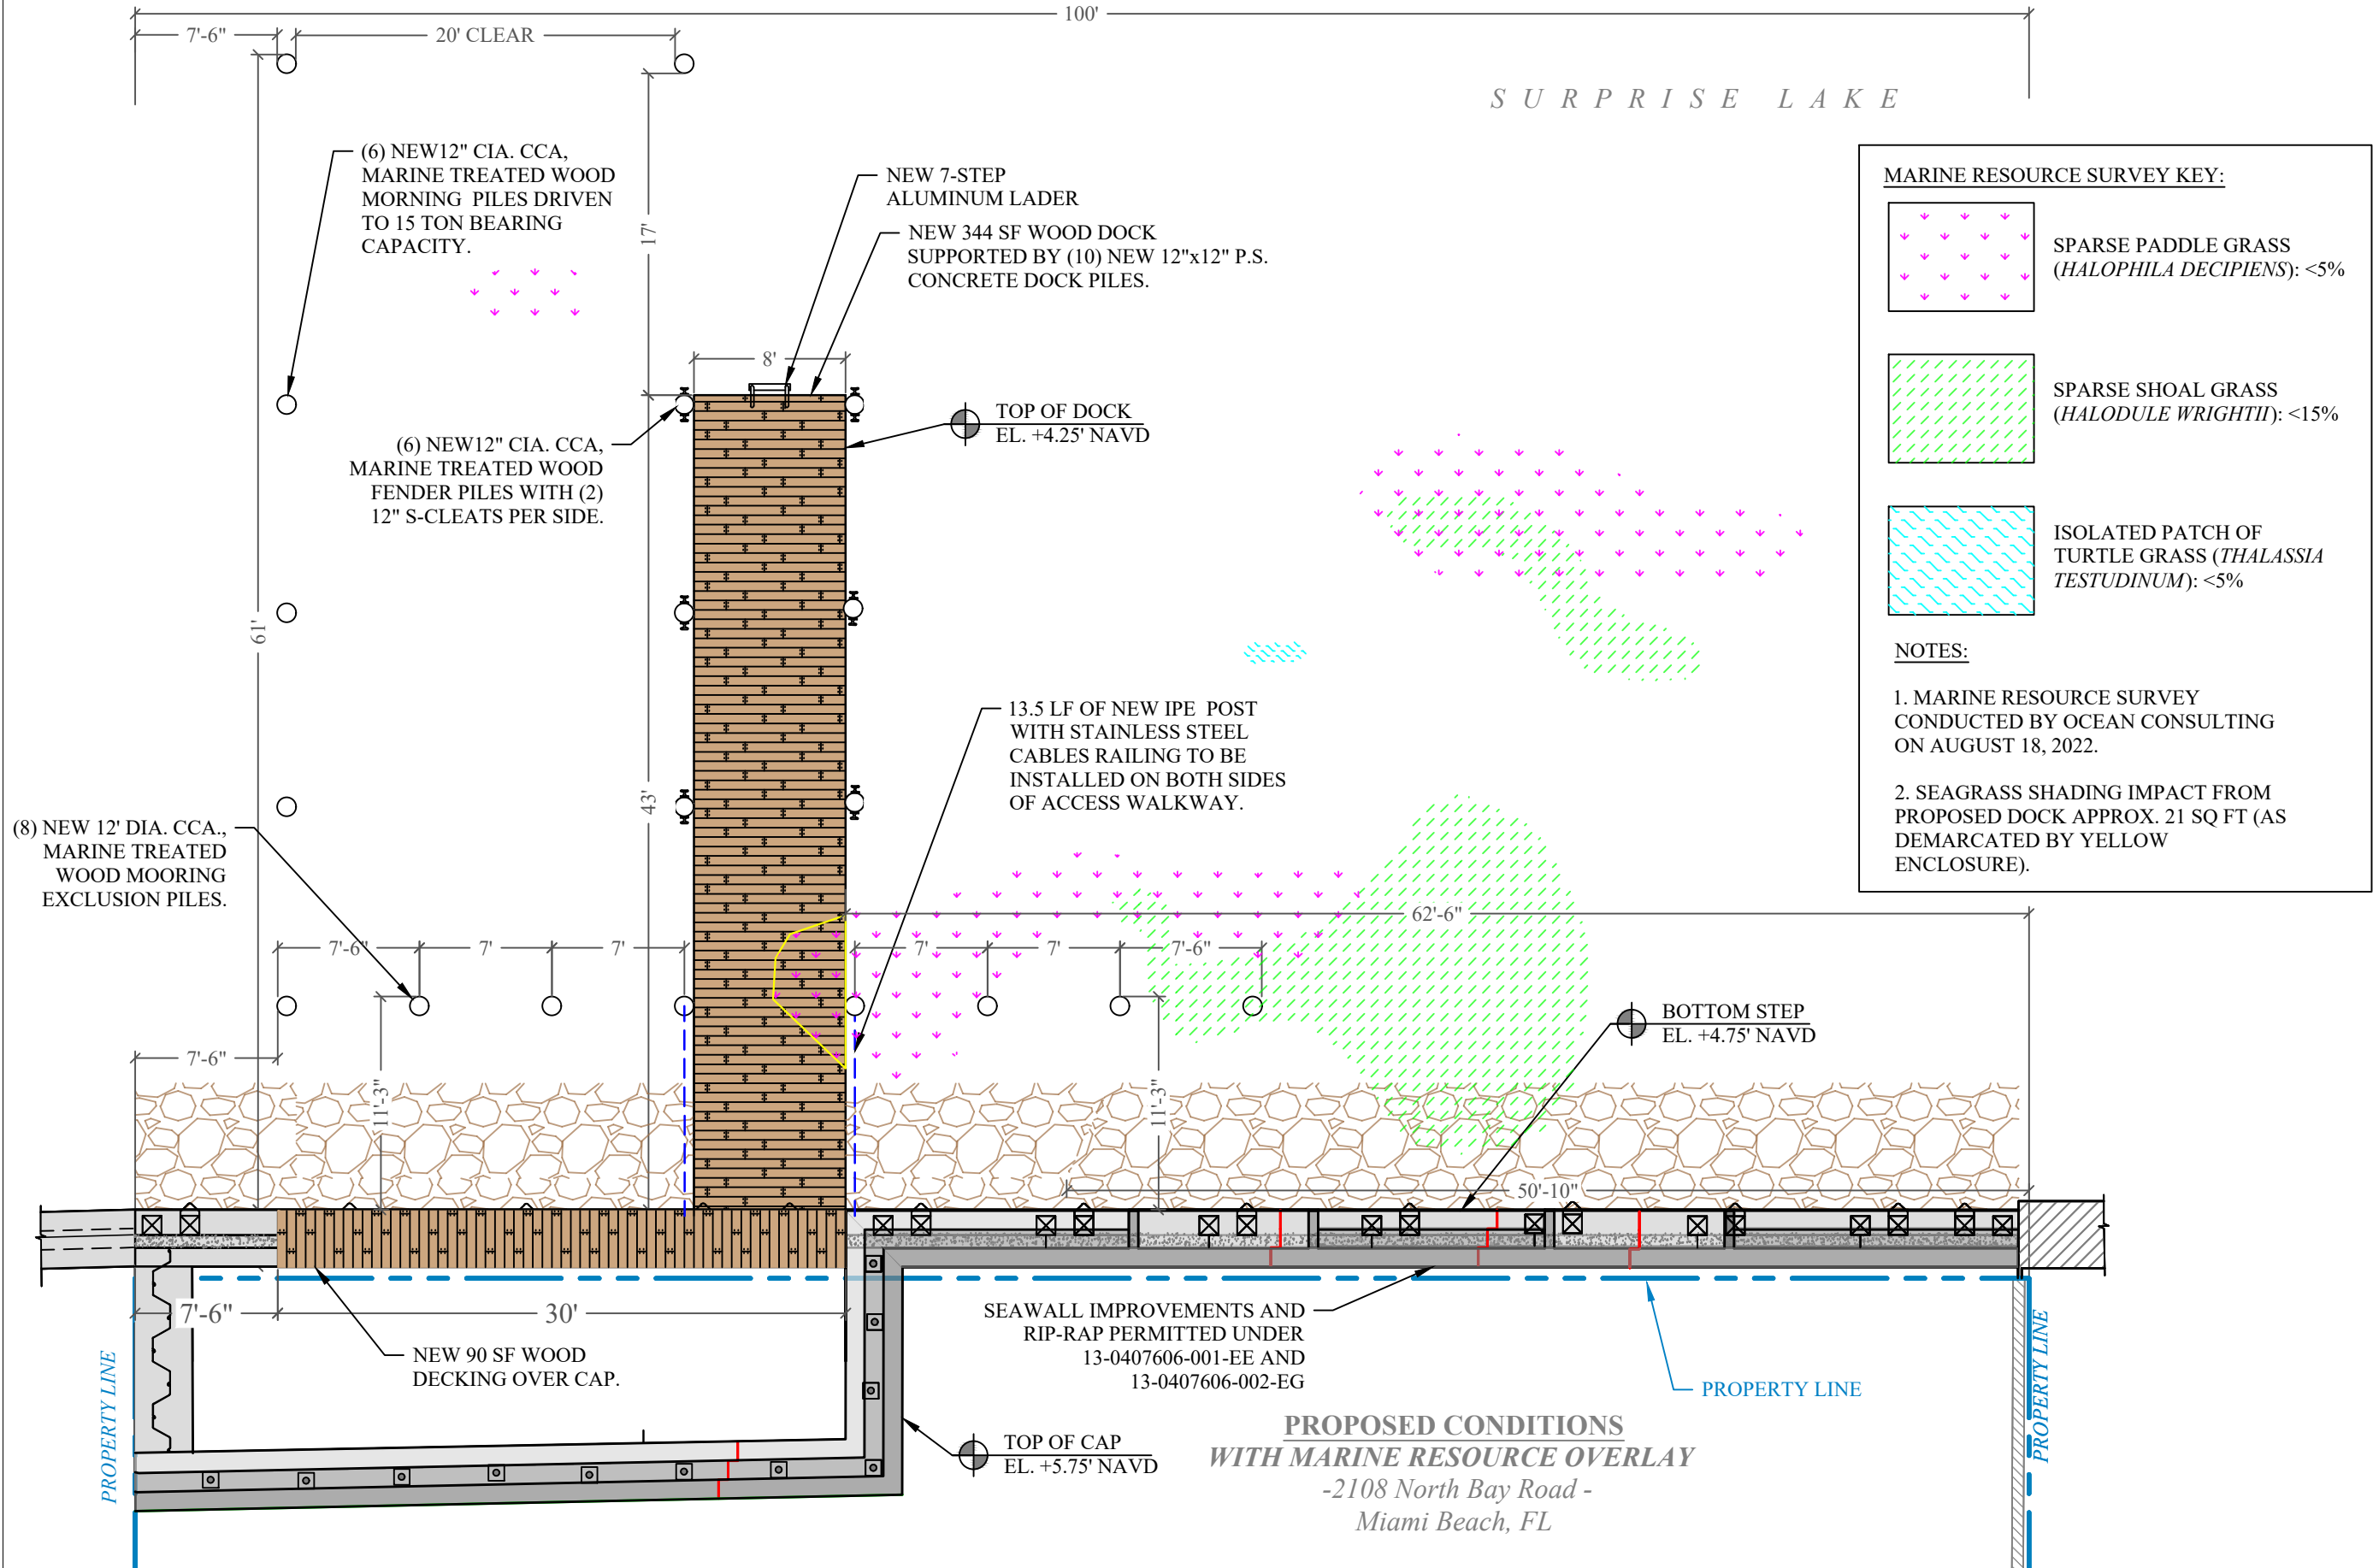 100'
7'-6"
20' CLEAR
SURPRISE LAKE
(6) NEW12" CIA. CCA,
MARINE TREATED WOOD
MORNING PILES DRIVEN
TO 15 TON BEARING
CAPACITY.
17'
NEW 7-STEP
ALUMINUM LADER
NEW 344 SF WOOD DOCK
SUPPORTED BY (10) NEW 12"x12" P.S.
CONCRETE DOCK PILES.
8'
TOP OF DOCK
EL. +4.25' NAVD
(6) NEW12" CIA. CCA,
MARINE TREATED WOOD
FENDER PILES WITH (2)
12" S-CLEATS PER SIDE.
61'
43'
13.5 LF OF NEW IPE POST
WITH STAINLESS STEEL
CABLES RAILING TO BE
INSTALLED ON BOTH SIDES
OF ACCESS WALKWAY.
(8) NEW 12' DIA. CCA.,
MARINE TREATED
WOOD MOORING
EXCLUSION PILES.
62'-6"
7'-6"
7'
7'
7'
7'
7'-6"
7'-6"
11'-3"
11'-3"
BOTTOM STEP
EL. +4.75' NAVD
50'-10"
7'-6"
30'
NEW 90 SF WOOD
DECKING OVER CAP.
SEAWALL IMPROVEMENTS AND
RIP-RAP PERMITTED UNDER
13-0407606-001-EE AND
13-0407606-002-EG
PROPERTY LINE
PROPERTY LINE
PROPERTY LINE
TOP OF CAP
EL. +5.75' NAVD
PROPOSED CONDITIONS
WITH MARINE RESOURCE OVERLAY
-2108 North Bay Road -
Miami Beach, FL
MARINE RESOURCE SURVEY KEY:
SPARSE PADDLE GRASS
(HALOPHILA DECIPIENS): <5%
SPARSE SHOAL GRASS
(HALODULE WRIGHTII): <15%
ISOLATED PATCH OF
TURTLE GRASS (THALASSIA
TESTUDINUM): <5%
NOTES:
1. MARINE RESOURCE SURVEY
CONDUCTED BY OCEAN CONSULTING
ON AUGUST 18, 2022.
2. SEAGRASS SHADING IMPACT FROM
PROPOSED DOCK APPROX. 21 SQ FT (AS
DEMARCATED BY YELLOW
ENCLOSURE).